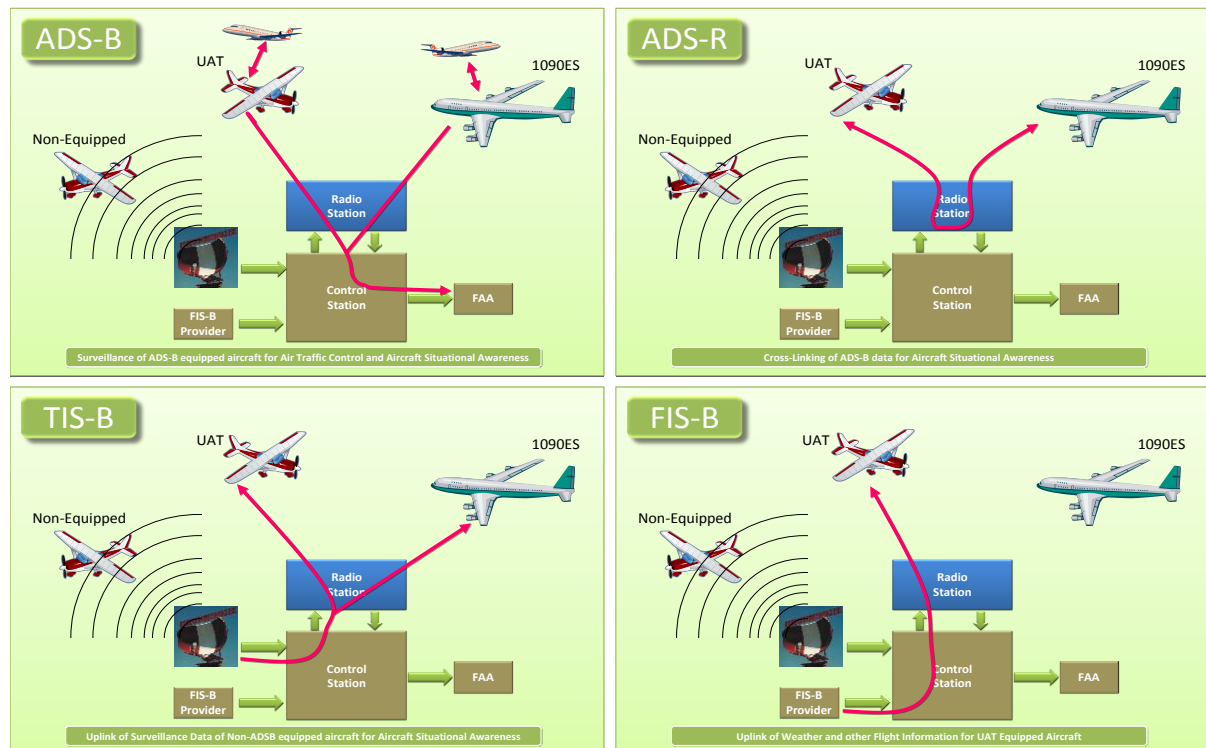 ADS-B
UAT
1090ES
Non-Equipped
Radio
Station
Control
Station
FAA
FIS-B
Provider
Surveillance of ADS-B equipped aircraft for Air Traffic Control and Aircraft Situational Awareness
ADS-R
UAT
1090ES
Non-Equipped
Radio
Station
Control
Station
FAA
FIS-B
Provider
Cross-Linking of ADS-B data for Aircraft Situational Awareness
TIS-B
UAT
1090ES
Non-Equipped
Radio
Station
Control
Station
FAA
FIS-B
Provider
Uplink of Surveillance Data of Non-ADSB equipped aircraft for Aircraft Situational Awareness
FIS-B
UAT
1090ES
Non-Equipped
Radio
Station
Control
Station
FAA
FIS-B
Provider
Uplink of Weather and other Flight Information for UAT Equipped Aircraft